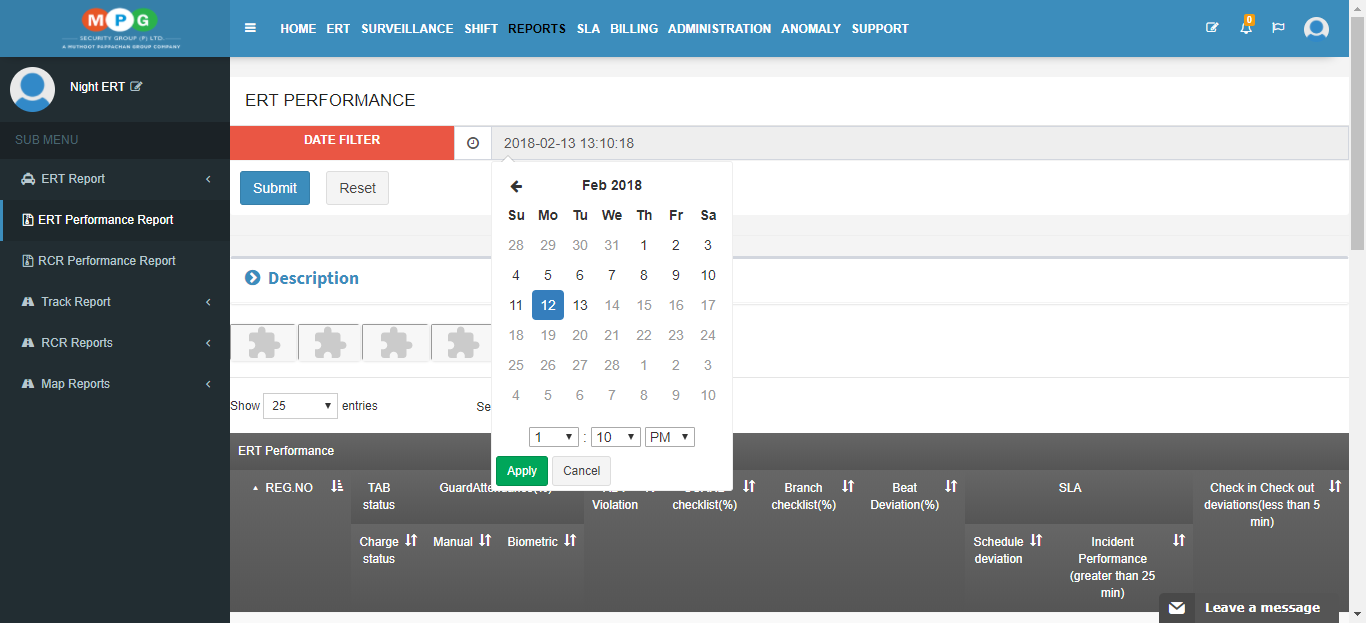 MPG
SECURITY GROUP (P) LTD.
A MUTHOOT PAPPACHAN GROUP COMPANY
HOME ERT SURVEILLANCE SHIFT REPORTS SLA BILLING ADMINISTRATION ANOMALY SUPPORT
0
Night ERT
SUB MENU
ERT Report
ERT Performance Report
RCR Performance Report
Track Report
RCR Reports
Map Reports
ERT PERFORMANCE
DATE FILTER
2018-02-13 13:10:18
Submit Reset
Feb 2018
Su Mo Tu We Th Fr Sa
28 29 30 31 1 2 3
4 5 6 7 8 9 10
11 12 13 14 15 16 17
18 19 20 21 22 23 24
25 26 27 28 1 2 3
4 5 6 7 8 9 10
1 : 10 PM
Apply Cancel
Description
Show 25 entries
Se
ERT Performance
REG.NO
TAB
status
Charge
status
Manual
Biometric
Violation
checklist(%)
Branch
checklist(%)
Beat
Deviation(%)
SLA
Schedule
deviation
Incident
Performance
(greater than 25
min)
Check in Check out
deviations(less than 5
min)
Leave a message